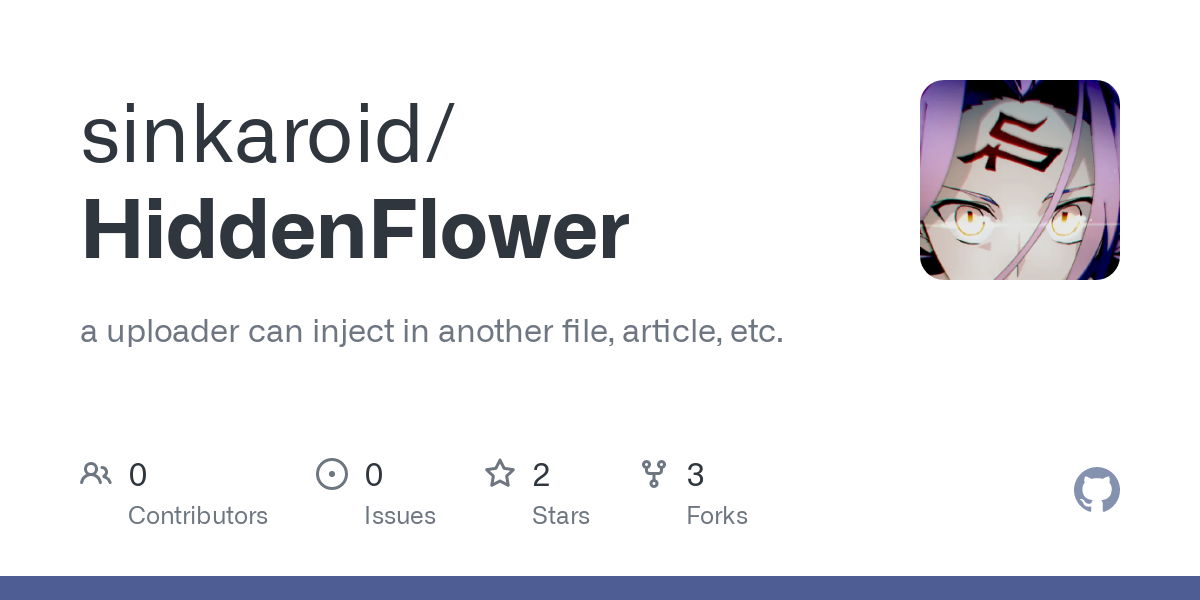 sinkaroid/
HiddenFlower
a uploader can inject in another file, article, etc.
0
Contributors
0
Issues
2
Stars
3
Forks